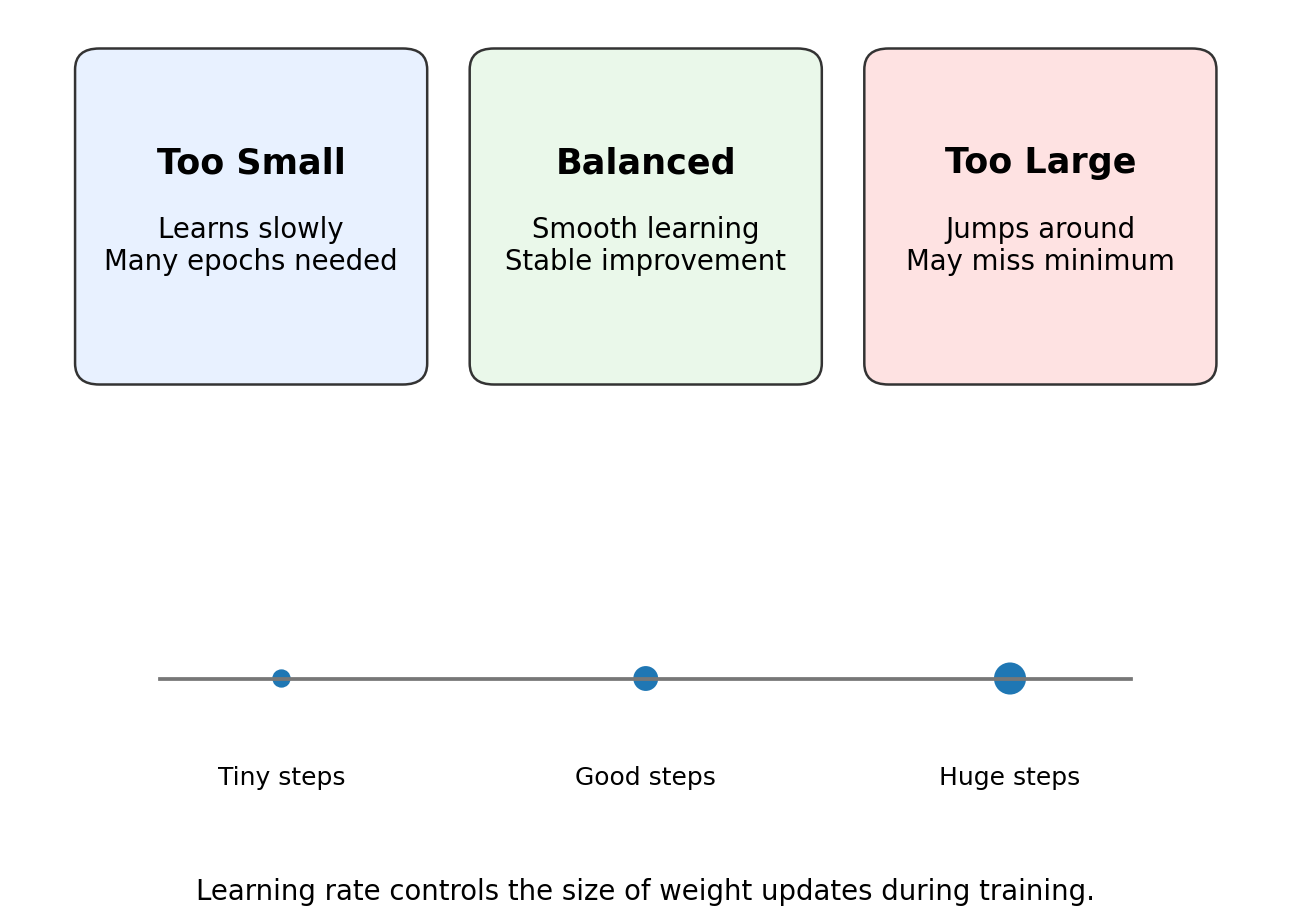 Too Small
Learns slowly
Many epochs needed
Balanced
Smooth learning
Stable improvement
Too Large
Jumps around
May miss minimum
Tiny steps
Good steps
Huge steps
Learning rate controls the size of weight updates during training.